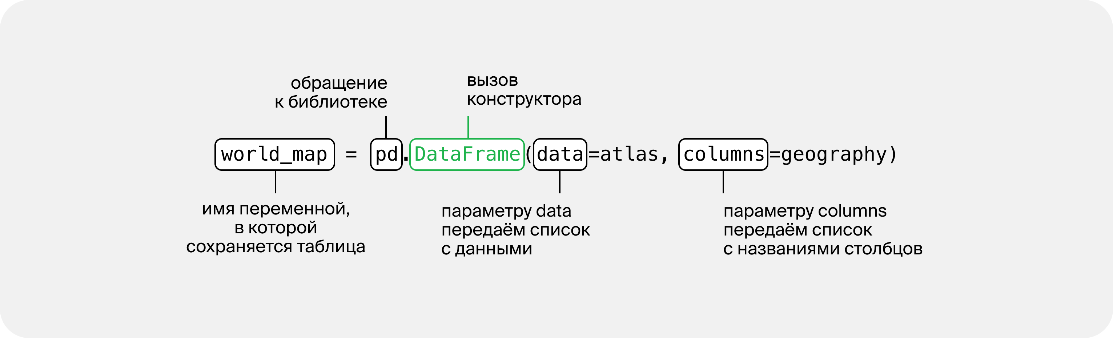 обращение
к библиотеке
вызов
конструктора
world_map = pd.DataFrame(data=atlas, columns=geography)
имя переменной,
в которой
сохраняется таблица
параметру data
передаём список
с данными
параметру columns
передаём список
с названиями столбцов